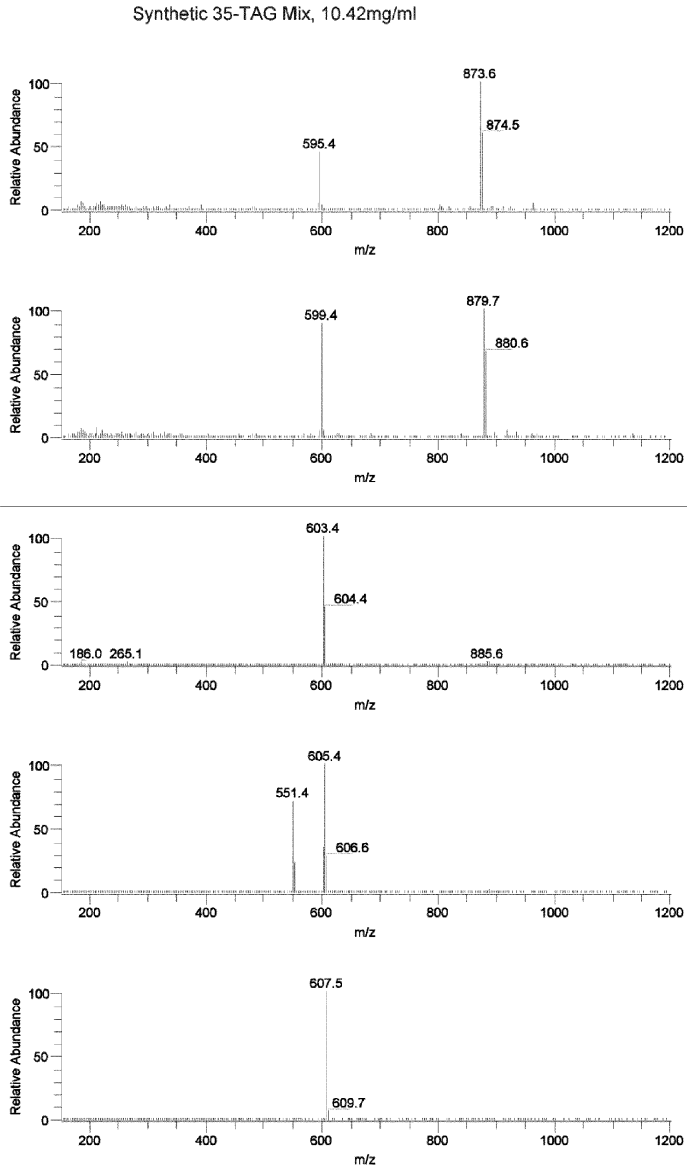 Synthetic 35-TAG Mix, 10.42mg/ml
873.6
100
874.5
Relative Abundance
595.4
50
0
200 400 600 800 1000 1200
m/z
879.7
100
599.4
880.6
Relative Abundance
50
0
200 400 600 800 1000 1200
m/z
603.4
100
Relative Abundance
604.4
50
186.0 265.1 885.6
0
200 400 600 800 1000 1200
m/z
605.4
100
551.4
Relative Abundance
606.6
50
0
200 400 600 800 1000 1200
m/z
607.5
100
Relative Abundance
50
609.7
0
200 400 600 800 1000 1200
m/z